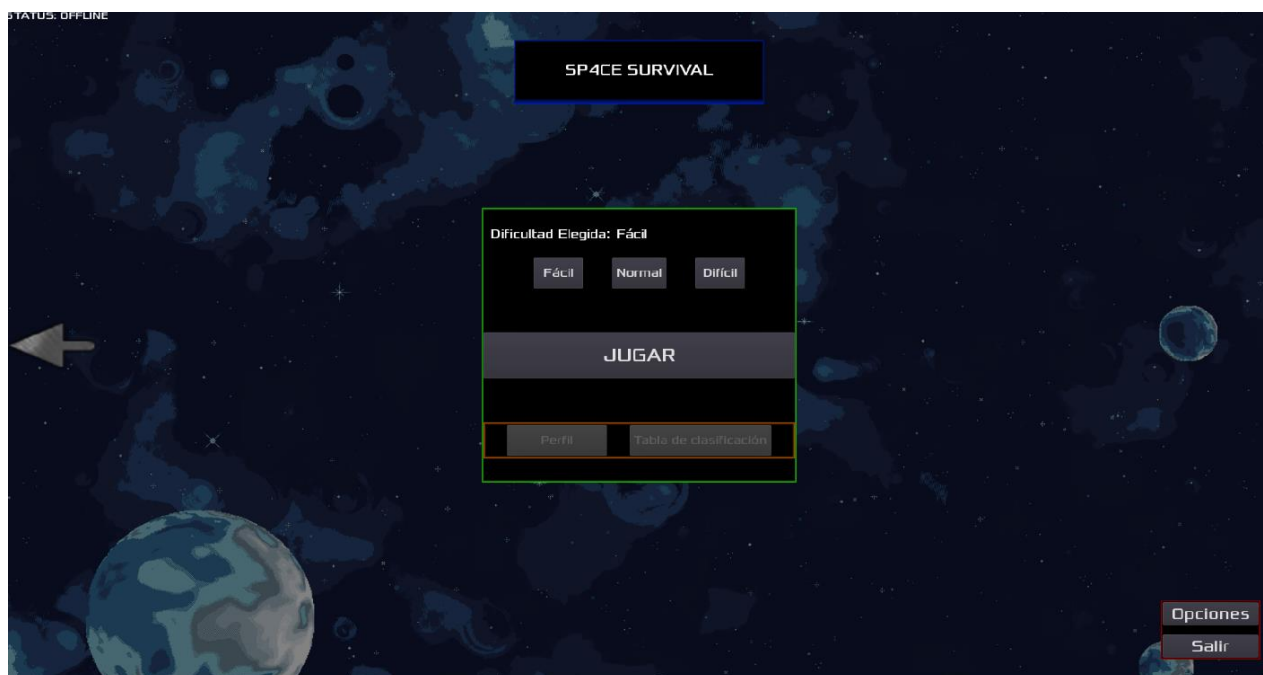 STATUS: OFFLINE
SP4CE SURVIVAL
Dificultad Elegida: Fácil
Fácil Normal Difícil
JUGAR
Perfil Tabla de clasificación
Opciones
Salir